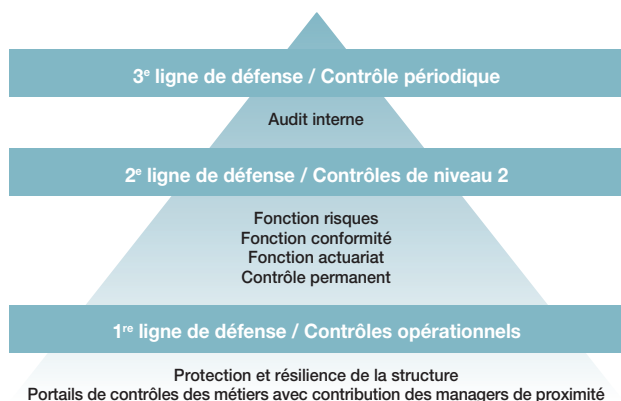 3e ligne de défense / Contrôle périodique
Audit interne
2e ligne de défense / Contrôles de niveau 2
Fonction risques
Fonction conformité
Fonction actuariat
Contrôle permanent
1re ligne de défense / Contrôles opérationnels
Protection et résilience de la structure
Portails de contrôles des métiers avec contribution des managers de proximité